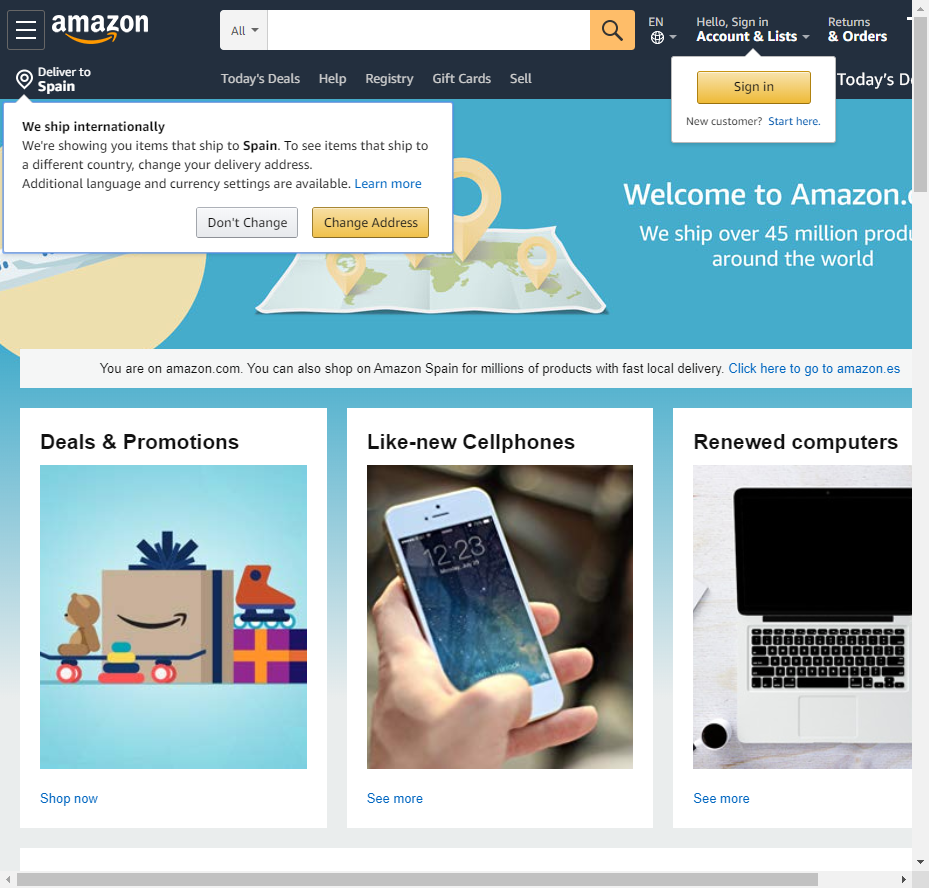 amazon
All
EN
Hello, Sign in
Account & Lists
Returns
& Orders
Deliver to
Spain
Today's Deals
Help
Registry
Gift Cards
Sell
Sign in
New customer? Start here.
Today's De
We ship internationally
We're showing you items that ship to Spain. To see items that ship to
a different country, change your delivery address.
Additional language and currency settings are available. Learn more
Don't Change
Change Address
Welcome to Amazon.
We ship over 45 million produ
around the world
You are on amazon.com. You can also shop on Amazon Spain for millions of products with fast local delivery. Click here to go to amazon.es
Deals & Promotions
Like-new Cellphones
Renewed computers
12:23
Monday, July 29
Shop now
See more
See more